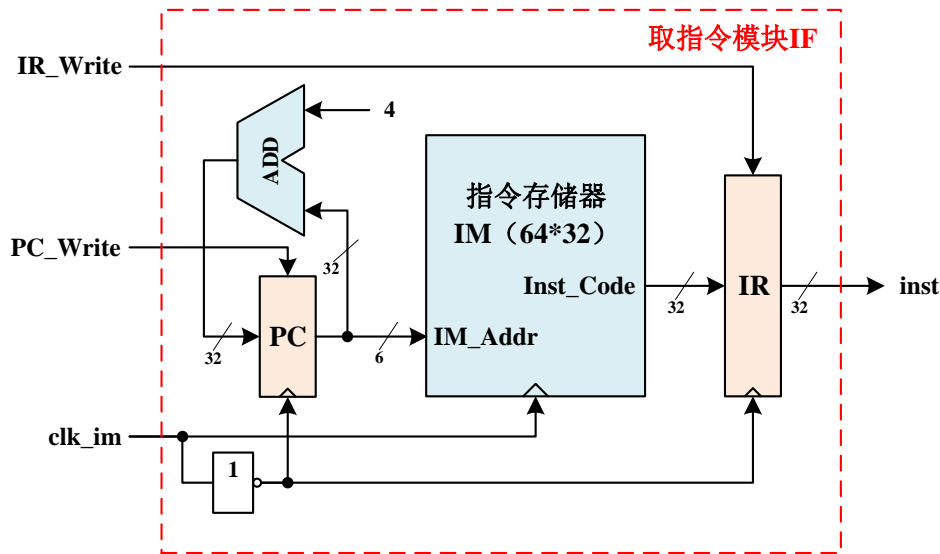 取指令模块IF
IR_Write
4
ADD
指令存储器
IM（64*32）
PC_Write
32
Inst_Code
32
IR
32
inst
32
PC
6
IM_Addr
clk_im
1